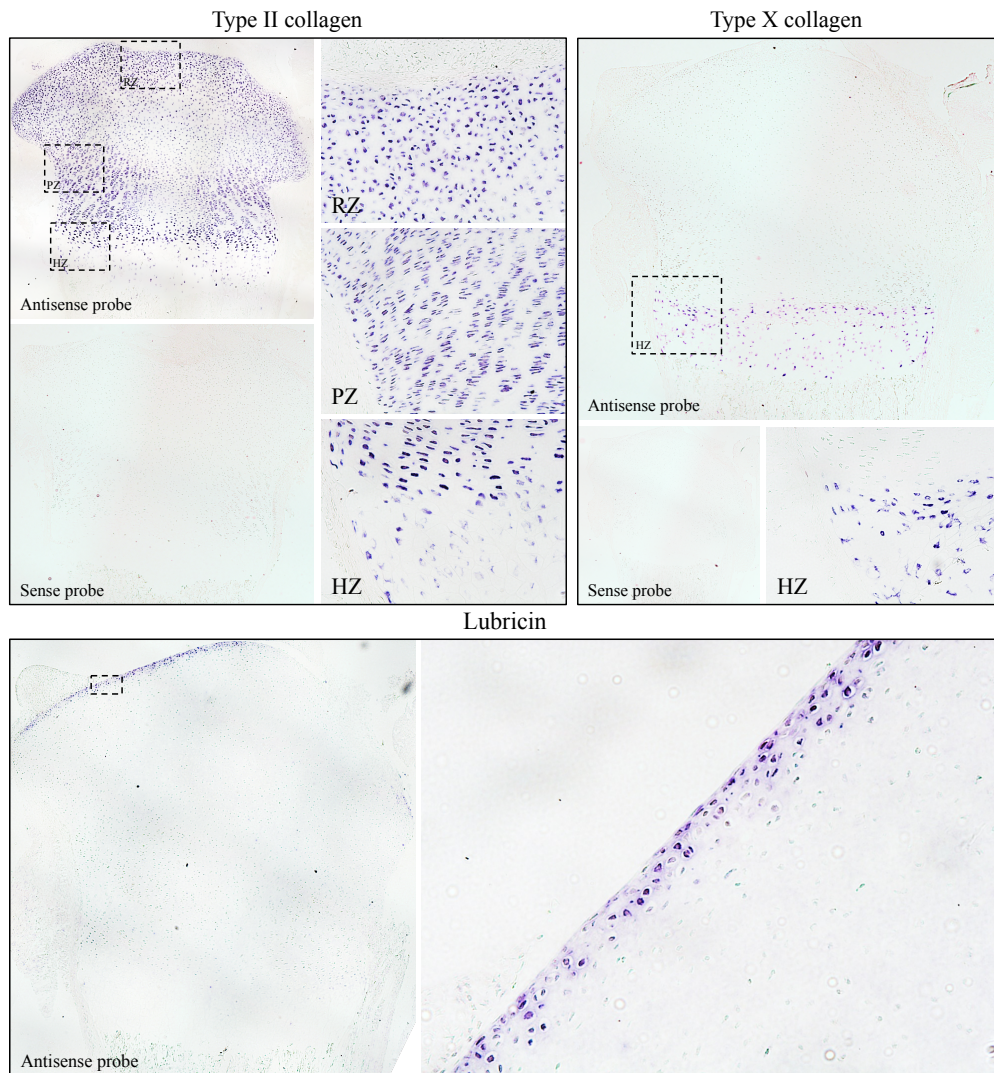 Type II collagen
RZ
PZ
HZ
Antisense probe
Sense probe
RZ
PZ
HZ
Type X collagen
HZ
Antisense probe
Sense probe
HZ
Lubricin
Antisense probe